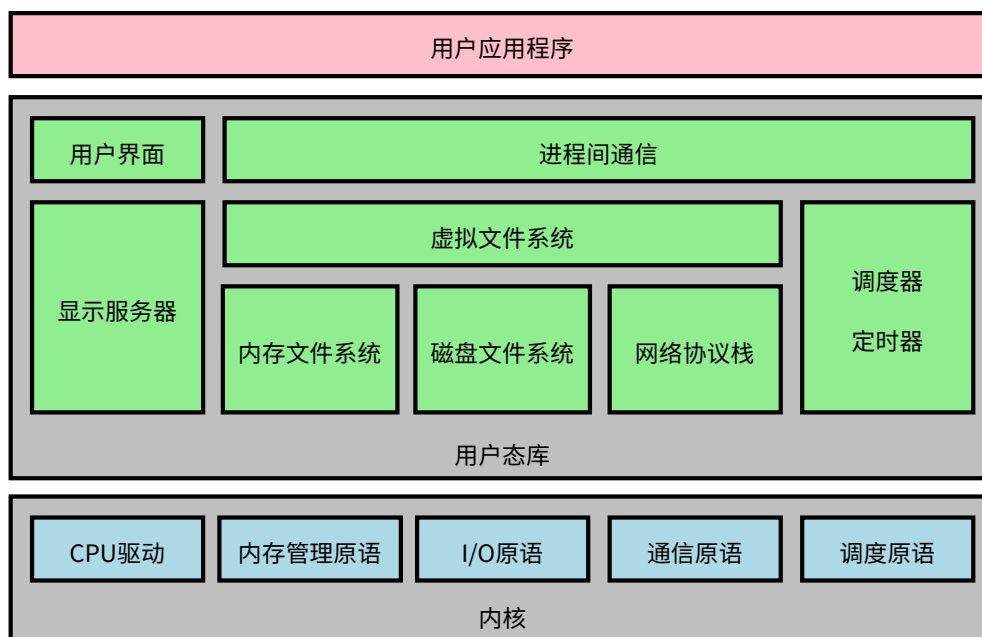 用户应用程序
用户界面
进程间通信
显示服务器
虚拟文件系统
调度器
定时器
内存文件系统
磁盘文件系统
网络协议栈
用户态库
CPU驱动
内存管理原语
I/O原语
通信原语
调度原语
内核